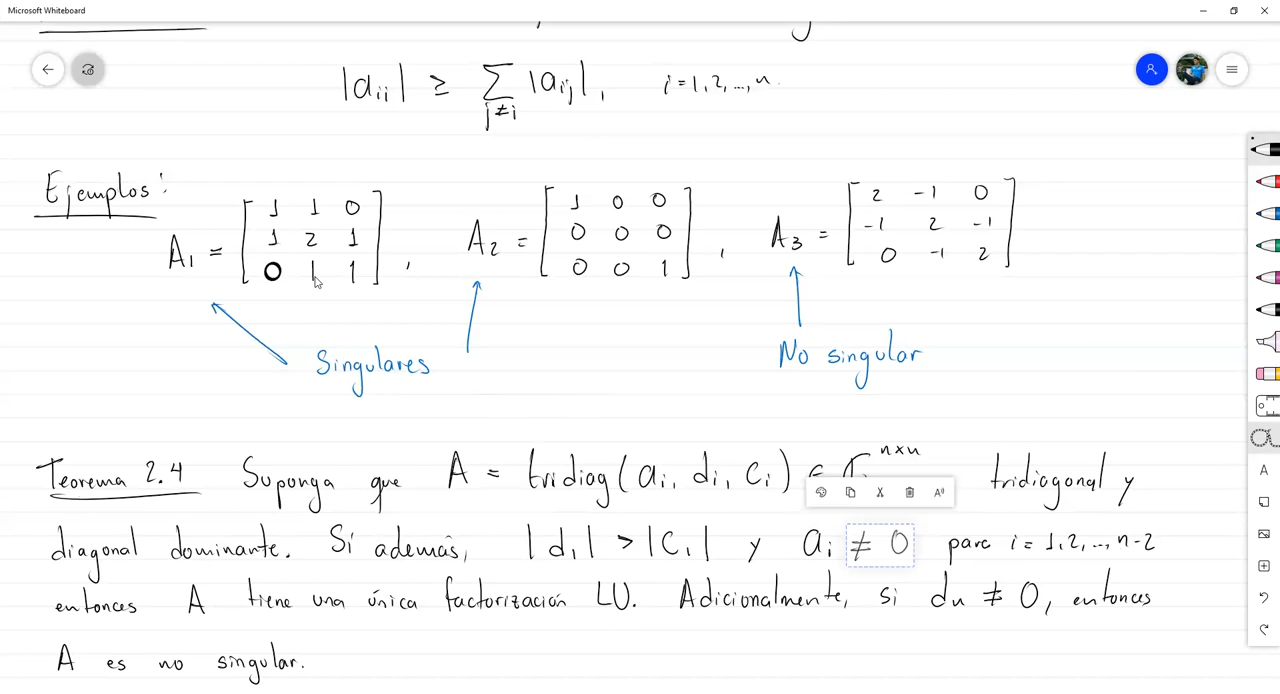 Microsoft Whiteboard
|aᵢᵢ| ≥ ∑_{j≠i} |aᵢⱼ|, i=1,2,...,n.
Ejemplos:
A₁ = [1 1 0; 1 2 1; 0 1 1], A₂ = [1 0 0; 0 0 0; 0 0 1], A₃ = [2 -1 0; -1 2 -1; 0 -1 2]
Singulares No singular
Teorema 2.4 Suponga que A = tridiag(aᵢ, dᵢ, cᵢ) n×n tridiagonal y
diagonal dominante. Si además, |d₁| > |c₁| y aᵢ ≠ 0 para i=1,2,...,n-2
entonces A tiene una única factorización LU. Adicionalmente, si dn ≠ 0, entonces
A es no singular.